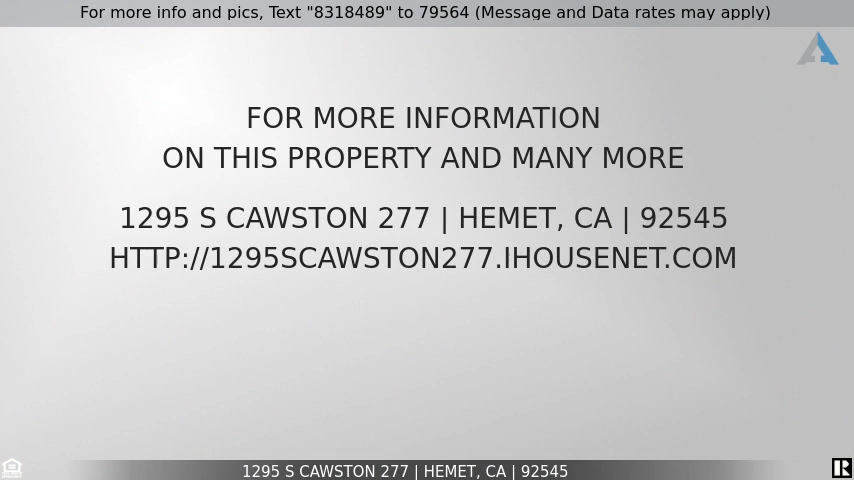 For more info and pics, Text "8318489" to 79564 (Message and Data rates may apply)
FOR MORE INFORMATION
ON THIS PROPERTY AND MANY MORE
1295 S CAWSTON 277 | HEMET, CA | 92545
HTTP://1295SCAWSTON277.IHOUSENET.COM
1295 S CAWSTON 277 | HEMET, CA | 92545